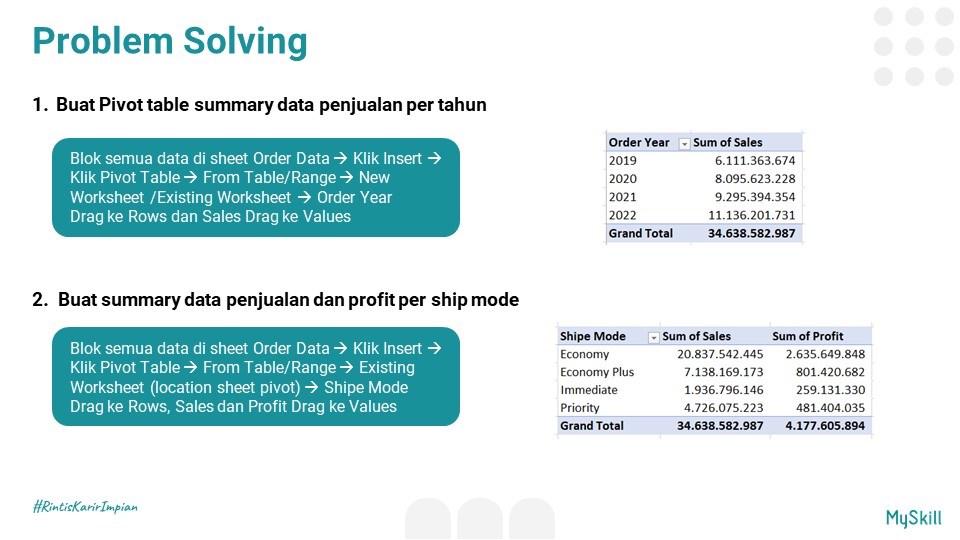 Problem Solving
1. Buat Pivot table summary data penjualan per tahun
Blok semua data di sheet Order Data → Klik Insert →
Klik Pivot Table → From Table/Range → New
Worksheet /Existing Worksheet → Order Year
Drag ke Rows dan Sales Drag ke Values
Order Year Sum of Sales
2019 6.111.363.674
2020 8.095.623.228
2021 9.295.394.354
2022 11.136.201.731
Grand Total 34.638.582.987
2. Buat summary data penjualan dan profit per ship mode
Blok semua data di sheet Order Data → Klik Insert →
Klik Pivot Table → From Table/Range → Existing
Worksheet (location sheet pivot) → Shipe Mode
Drag ke Rows, Sales dan Profit Drag ke Values
Shipe Mode Sum of Sales Sum of Profit
Economy 20.837.542.445 2.635.649.848
Economy Plus 7.138.169.173 801.420.682
Immediate 1.936.796.146 259.131.330
Priority 4.726.075.223 481.404.035
Grand Total 34.638.582.987 4.177.605.894
#RintisKarirImpian
MySkill